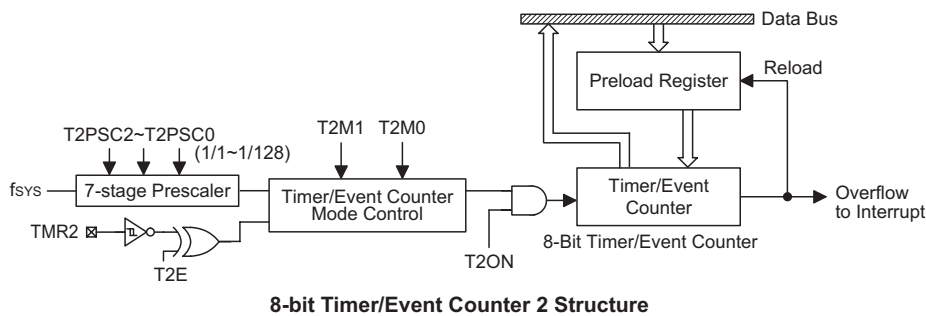 Data Bus
Preload Register
Reload
T2PSC2~T2PSC0
(1/1~1/128)
T2M1
T2M0
fSYS
7-stage Prescaler
Timer/Event Counter
Mode Control
Timer/Event
Counter
Overflow
to Interrupt
TMR2
T2E
T2ON
8-Bit Timer/Event Counter
8-bit Timer/Event Counter 2 Structure